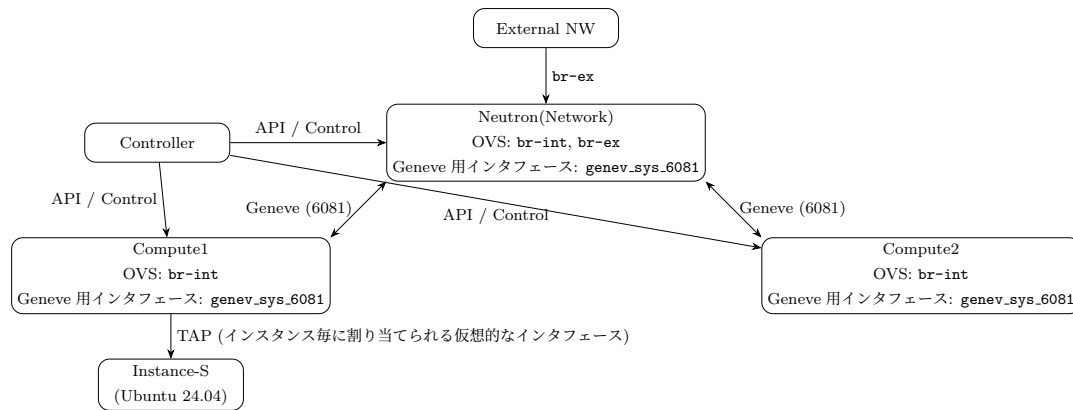 External NW
br-ex
Neutron(Network)
OVS: br-int, br-ex
Geneve 用インタフェース: genev_sys_6081
Controller
API / Control
API / Control
Geneve (6081)
API / Control
Geneve (6081)
Compute1
OVS: br-int
Geneve 用インタフェース: genev_sys_6081
Compute2
OVS: br-int
Geneve 用インタフェース: genev_sys_6081
TAP (インスタンス毎に割り当てられる仮想的なインタフェース)
Instance-S
(Ubuntu 24.04)